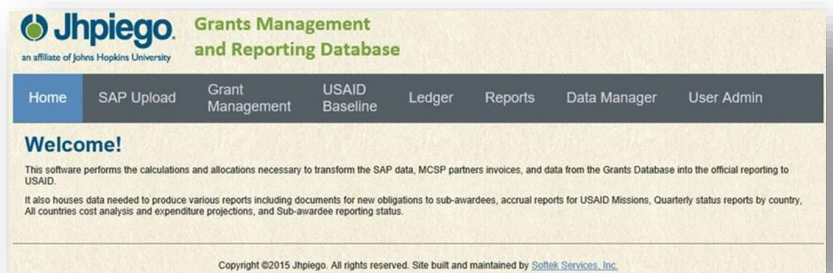 Jhpiego.
an affiliate of Johns Hopkins University
Grants Management
and Reporting Database
Home SAP Upload Grant Management USAID Baseline Ledger Reports Data Manager User Admin
Welcome!
This software performs the calculations and allocations necessary to transform the SAP data, MCSP partners invoices, and data from the Grants Database into the official reporting to
USAID.
It also houses data needed to produce various reports including documents for new obligations to sub-awardees, accrual reports for USAID Missions, Quarterly status reports by country,
All countries cost analysis and expenditure projections, and Sub-awardee reporting status.
Copyright ©2015 Jhpiego. All rights reserved. Site built and maintained by Softek Services, Inc.